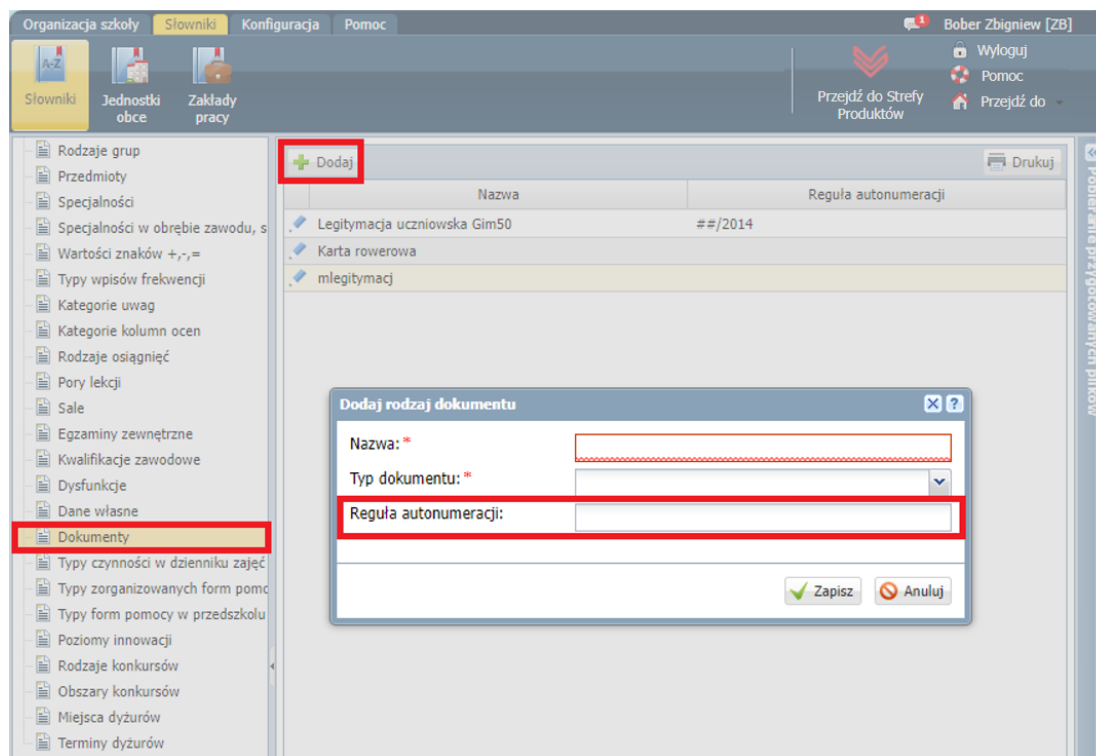 Organizacja szkoły Słowniki Konfiguracja Pomoc 1 Bober Zbigniew [ZB]
A-Z
Słowniki
Jednostki obce
Zakłady pracy
Przejdź do Strefy Produktów
Wyloguj
Pomoc
Przejdź do
Rodzaje grup
Przedmioty
Specjalności
Specjalności w obrębie zawodu, s
Wartości znaków +,-,=
Typy wpisów frekwencji
Kategorie uwag
Kategorie kolumn ocen
Rodzaje osiągnięć
Pory lekcji
Sale
Egzaminy zewnętrzne
Kwalifikacje zawodowe
Dysfunkcje
Dane własne
Dokumenty
Typy czynności w dzienniku zajęć
Typy zorganizowanych form pomo
Typy form pomocy w przedszkolu
Poziomy innowacji
Rodzaje konkursów
Obszary konkursów
Miejsca dyżurów
Terminy dyżurów
Dodaj Drukuj
Nazwa Reguła autonumeracji
Legitymacja uczniowska Gim50 ##/2014
Karta rowerowa
mlegitymacj
Dodaj rodzaj dokumentu
Nazwa: *
Typ dokumentu: *
Reguła autonumeracji:
Zapisz Anuluj
Pobieranie przygotowanych plików